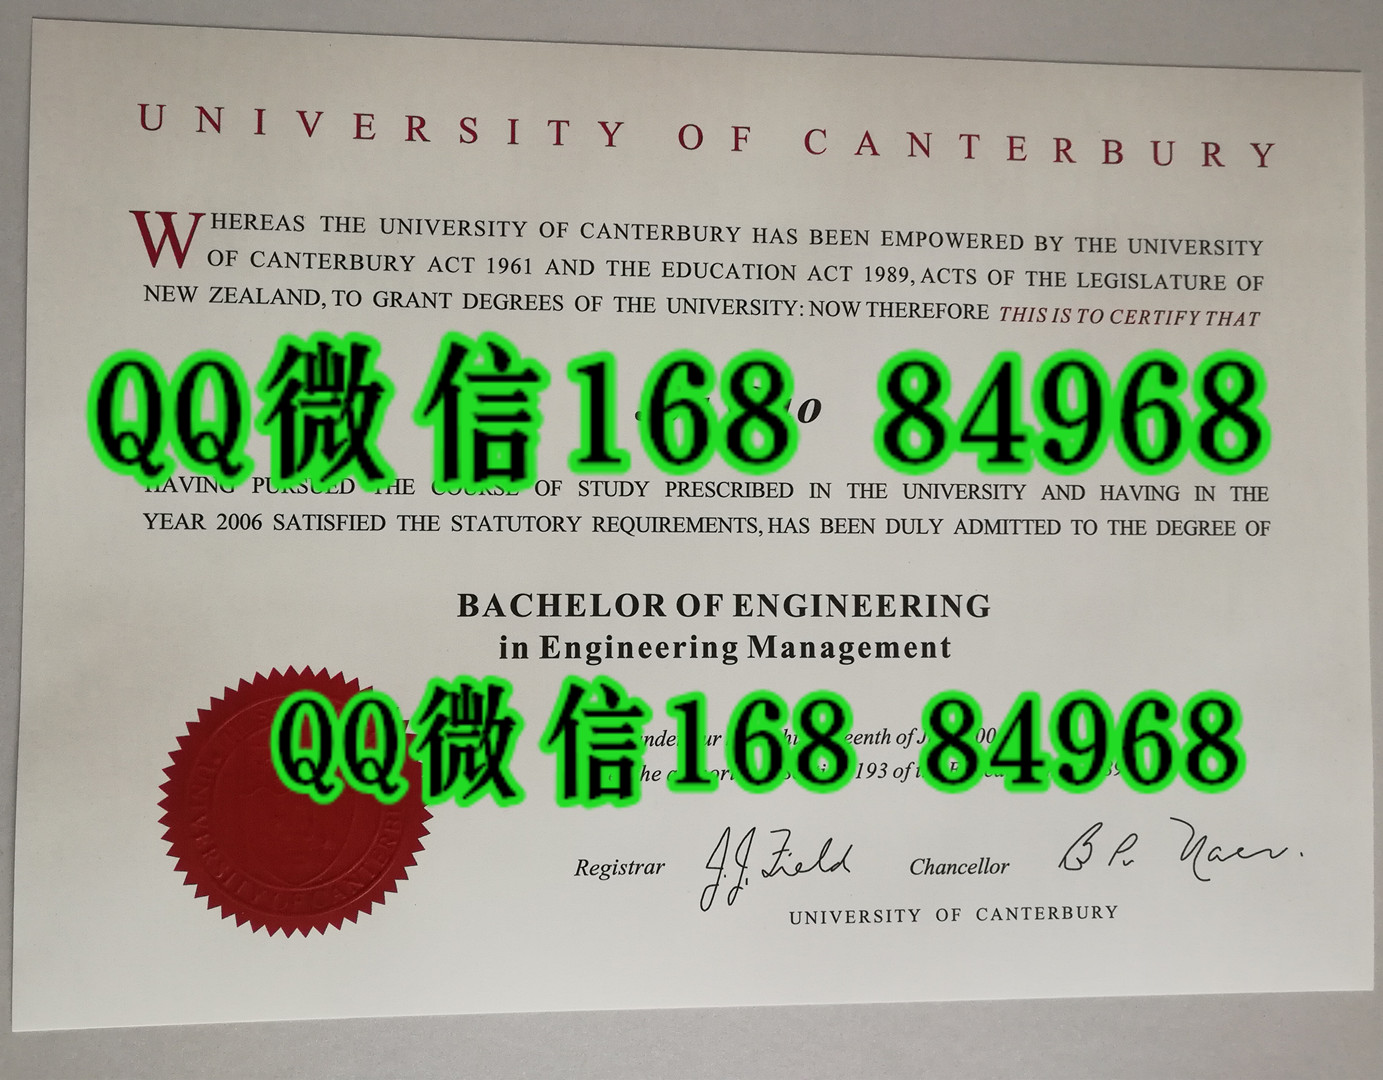 UNIVERSITY OF CANTERBURY
WHEREAS THE UNIVERSITY OF CANTERBURY HAS BEEN EMPOWERED BY THE UNIVERSITY
OF CANTERBURY ACT 1961 AND THE EDUCATION ACT 1989, ACTS OF THE LEGISLATURE OF
NEW ZEALAND, TO GRANT DEGREES OF THE UNIVERSITY: NOW THEREFORE THIS IS TO CERTIFY THAT
QQ微信168 84968
HAVING PURSUED THE COURSE OF STUDY PRESCRIBED IN THE UNIVERSITY AND HAVING IN THE
YEAR 2006 SATISFIED THE STATUTORY REQUIREMENTS, HAS BEEN DULY ADMITTED TO THE DEGREE OF
BACHELOR OF ENGINEERING
in Engineering Management
QQ微信168 84968
of
193 of
Registrar J.J. Field Chancellor
UNIVERSITY OF CANTERBURY